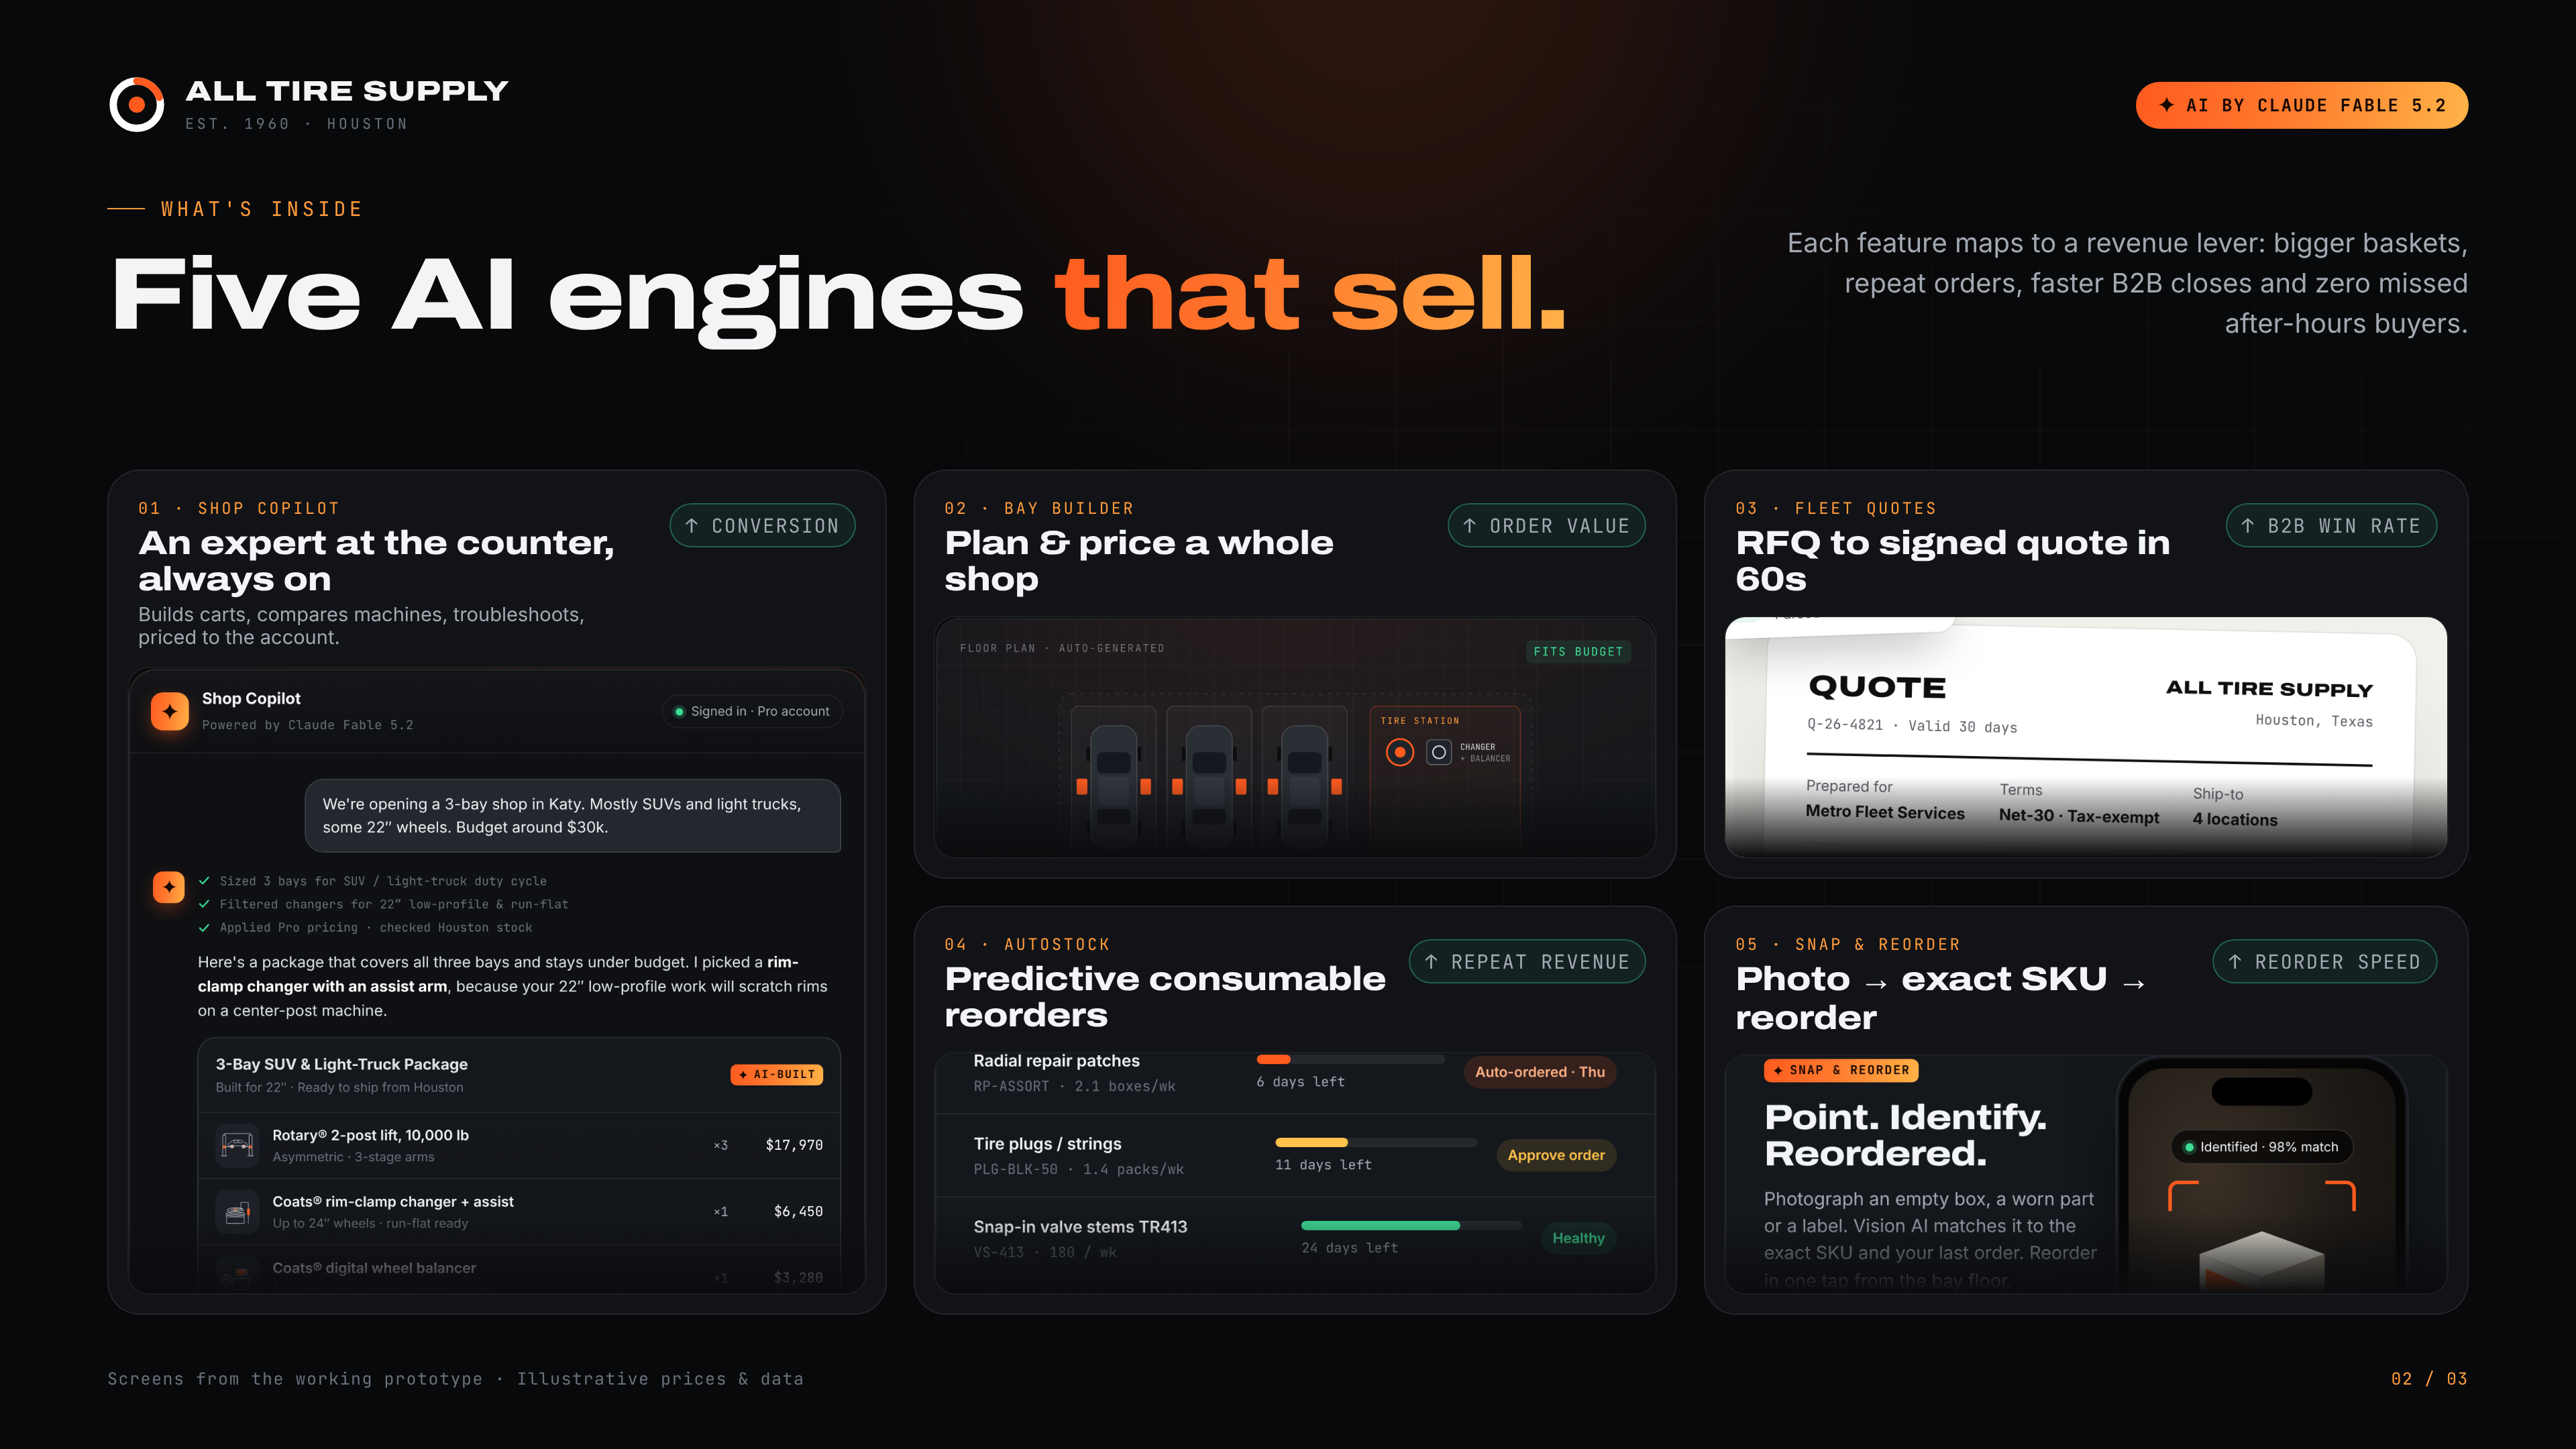 ALL TIRE SUPPLY
EST. 1960 · HOUSTON
✦ AI BY CLAUDE FABLE 5.2
WHAT'S INSIDE
Five AI engines that sell.
Each feature maps to a revenue lever: bigger baskets,
repeat orders, faster B2B closes and zero missed
after-hours buyers.
01 · SHOP COPILOT
↑ CONVERSION
An expert at the counter,
always on
Builds carts, compares machines, troubleshoots,
priced to the account.
Shop Copilot
Powered by Claude Fable 5.2
Signed in · Pro account
We're opening a 3-bay shop in Katy. Mostly SUVs and light trucks,
some 22″ wheels. Budget around $30k.
Sized 3 bays for SUV / light-truck duty cycle
Filtered changers for 22″ low-profile & run-flat
Applied Pro pricing · checked Houston stock
Here's a package that covers all three bays and stays under budget. I picked a rim-
clamp changer with an assist arm, because your 22″ low-profile work will scratch rims
on a center-post machine.
3-Bay SUV & Light-Truck Package
Built for 22″ · Ready to ship from Houston
✦ AI-BUILT
Rotary® 2-post lift, 10,000 lb
Asymmetric · 3-stage arms
×3 $17,970
Coats® rim-clamp changer + assist
Up to 24″ wheels · run-flat ready
×1 $6,450
Coats® digital wheel balancer
×1 $3,280
02 · BAY BUILDER
↑ ORDER VALUE
Plan & price a whole
shop
FLOOR PLAN · AUTO-GENERATED
FITS BUDGET
TIRE STATION
CHANGER
+ BALANCER
03 · FLEET QUOTES
↑ B2B WIN RATE
RFQ to signed quote in
60s
QUOTE
ALL TIRE SUPPLY
Q-26-4821 · Valid 30 days
Houston, Texas
Prepared for
Metro Fleet Services
Terms
Net-30 · Tax-exempt
Ship-to
4 locations
04 · AUTOSTOCK
↑ REPEAT REVENUE
Predictive consumable
reorders
Radial repair patches
RP-ASSORT · 2.1 boxes/wk
6 days left
Auto-ordered · Thu
Tire plugs / strings
PLG-BLK-50 · 1.4 packs/wk
11 days left
Approve order
Snap-in valve stems TR413
VS-413 · 180 / wk
24 days left
Healthy
05 · SNAP & REORDER
↑ REORDER SPEED
Photo → exact SKU →
reorder
✦ SNAP & REORDER
Point. Identify.
Reordered.
Photograph an empty box, a worn part
or a label. Vision AI matches it to the
exact SKU and your last order. Reorder
in one tap from the bay floor.
Identified · 98% match
Screens from the working prototype · Illustrative prices & data
02 / 03